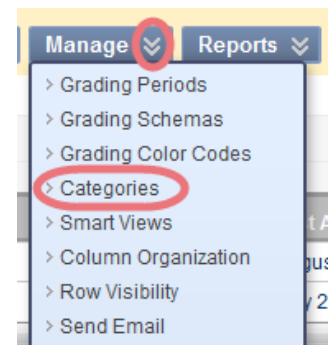 Manage Reports
Grading Periods
Grading Schemas
Grading Color Codes
Categories
Smart Views
Column Organization
Row Visibility
Send Email